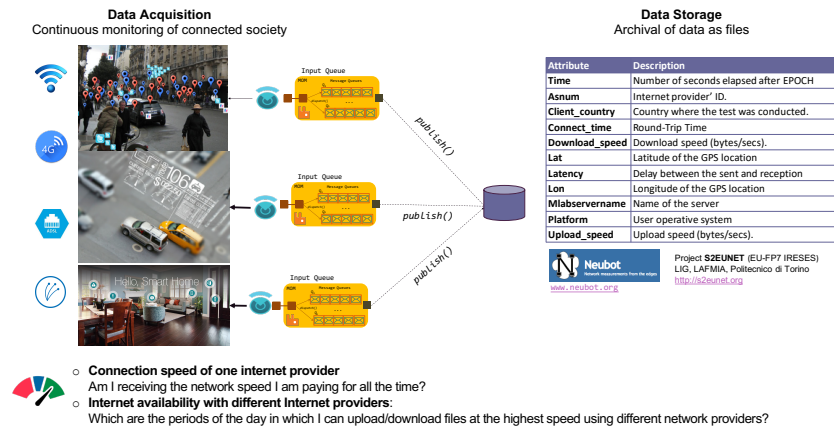 Data Acquisition
Continuous monitoring of connected society
Data Storage
Archival of data as files
4G
ADSL
106
Hello, Smart Home
Input Queue
MOM
Message Queues
...
publish()
Input Queue
MOM
Message Queues
...
publish()
Input Queue
MOM
Message Queues
...
publish()
Attribute Description
Time Number of seconds elapsed after EPOCH
Asnum Internet provider' ID.
Client_country Country where the test was conducted.
Connect_time Round-Trip Time
Download_speed Download speed (bytes/secs).
Lat Latitude of the GPS location
Latency Delay between the sent and reception
Lon Longitude of the GPS location
Mlabservername Name of the server
Platform User operative system
Upload_speed Upload speed (bytes/secs).
Neubot
Network measurements from the edges
www.neubot.org
Project S2EUNET (EU-FP7 IRESES)
LIG, LAFMIA, Politecnico di Torino
http://s2eunet.org
○ Connection speed of one internet provider
Am I receiving the network speed I am paying for all the time?
○ Internet availability with different Internet providers:
Which are the periods of the day in which I can upload/download files at the highest speed using different network providers?